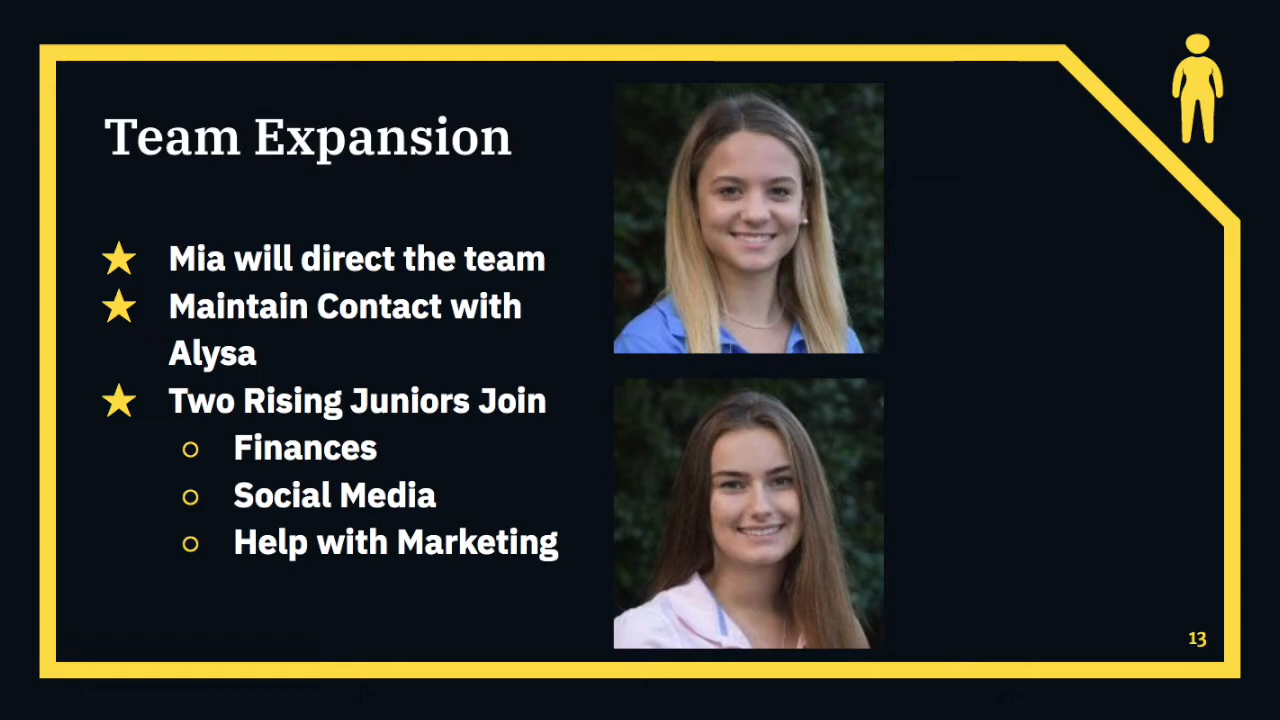 Team Expansion
Mia will direct the team
Maintain Contact with
Alysa
Two Rising Juniors Join
Finances
Social Media
Help with Marketing
13